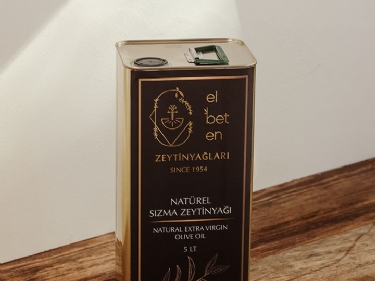 el
bet
en
ZEYTİNYAĞLARI
SINCE 1954
NATÜREL
SIZMA ZEYTİNYAĞI
NATURAL EXTRA VIRGIN
OLIVE OIL
5 LT